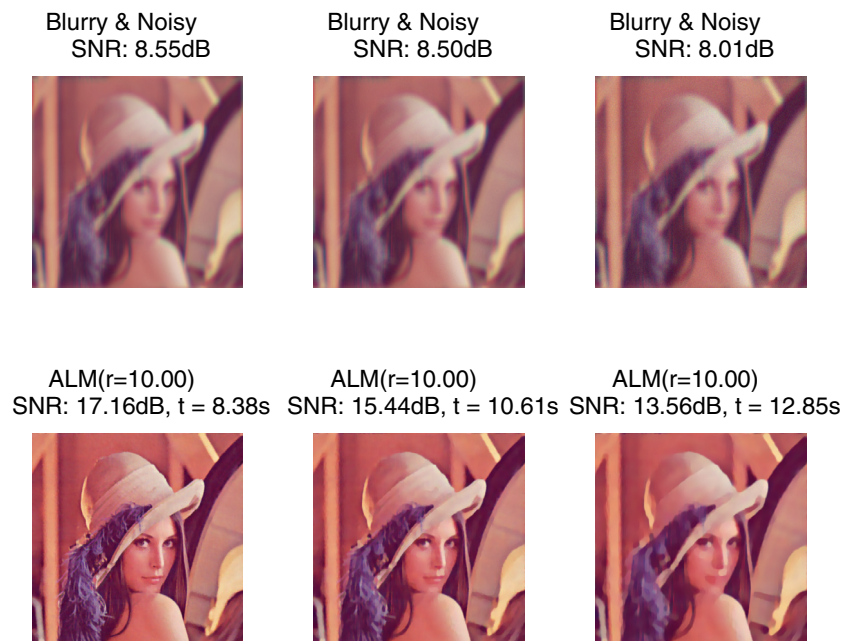 Blurry & Noisy
SNR: 8.55dB
Blurry & Noisy
SNR: 8.50dB
Blurry & Noisy
SNR: 8.01dB
ALM(r=10.00)
SNR: 17.16dB, t = 8.38s
ALM(r=10.00)
SNR: 15.44dB, t = 10.61s
ALM(r=10.00)
SNR: 13.56dB, t = 12.85s